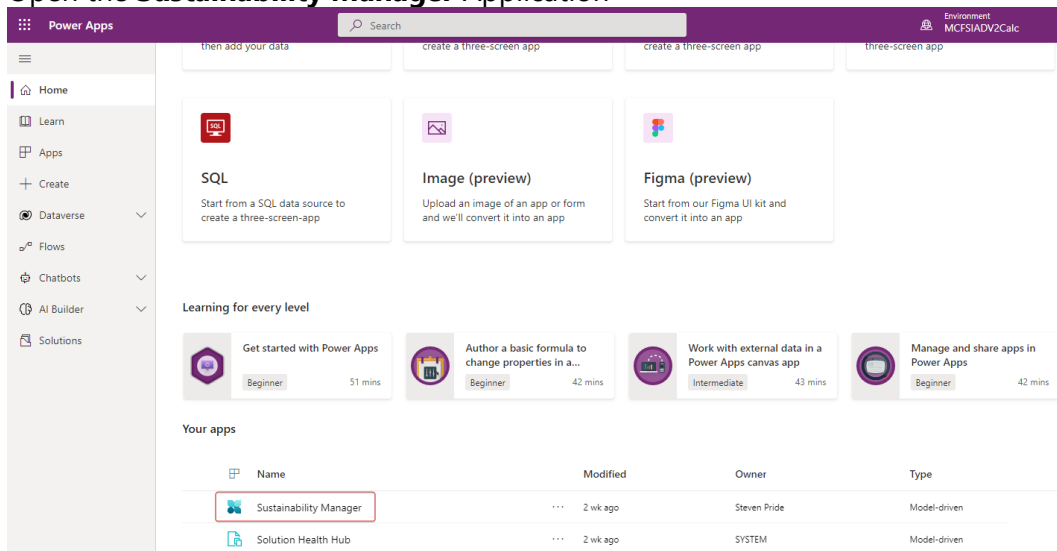 Open the Sustainability Manager Application
Power Apps
Search
Environment
MCFSIADV2Calc
then add your data
create a three-screen app
create a three-screen app
three-screen app
Home
Learn
Apps
Create
Dataverse
Flows
Chatbots
AI Builder
Solutions
SQL
SQL
Start from a SQL data source to
create a three-screen-app
Image (preview)
Upload an image of an app or form
and we'll convert it into an app
Figma (preview)
Start from our Figma UI kit and
convert it into an app
Learning for every level
Get started with Power Apps
Beginner 51 mins
Author a basic formula to
change properties in a...
Beginner 42 mins
Work with external data in a
Power Apps canvas app
Intermediate 43 mins
Manage and share apps in
Power Apps
Beginner 42 mins
Your apps
Name Modified Owner Type
Sustainability Manager ... 2 wk ago Steven Pride Model-driven
Solution Health Hub ... 2 wk ago SYSTEM Model-driven